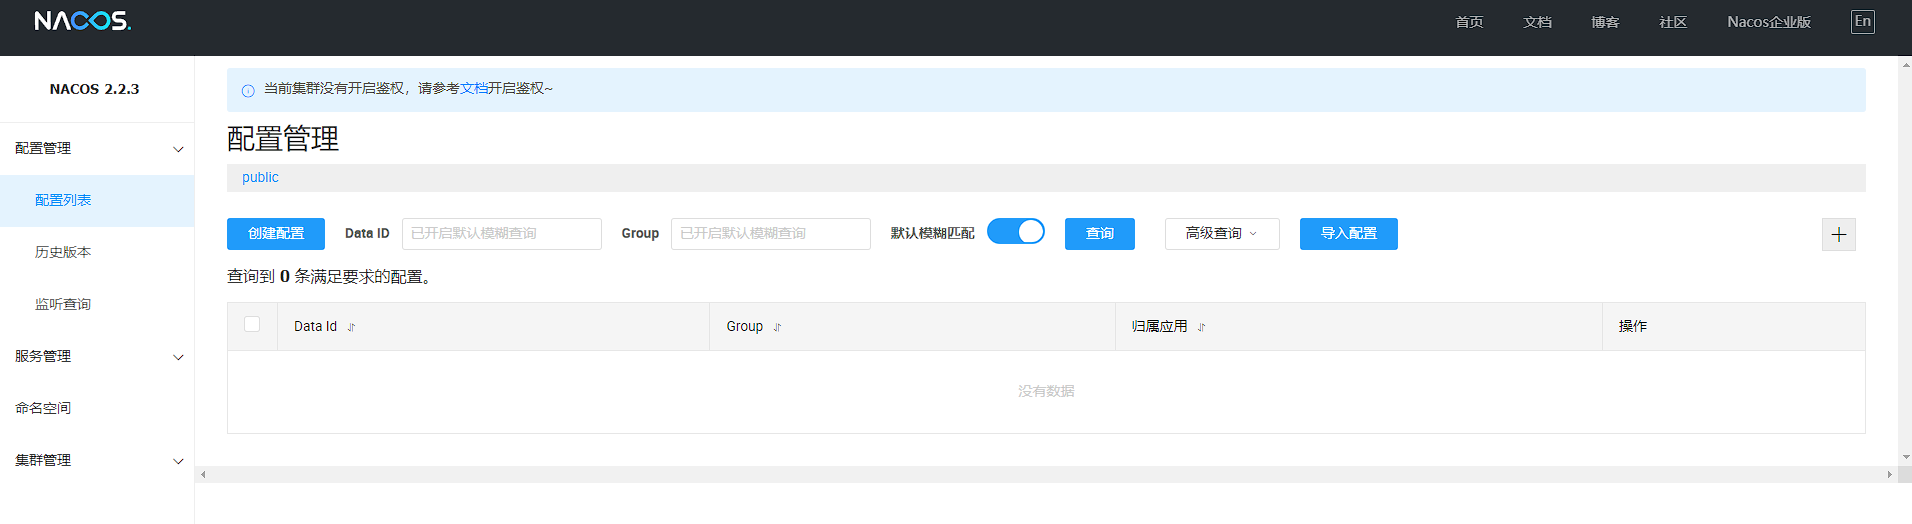 NACOS.
首页 文档 博客 社区 Nacos企业版 En
NACOS 2.2.3
配置管理
配置列表
历史版本
监听查询
服务管理
命名空间
集群管理
当前集群没有开启鉴权，请参考文档开启鉴权~
配置管理
public
创建配置 Data ID 已开启默认模糊查询 Group 已开启默认模糊查询 默认模糊匹配 查询 高级查询 导入配置
查询到 0 条满足要求的配置。
Data Id Group 归属应用 操作
没有数据